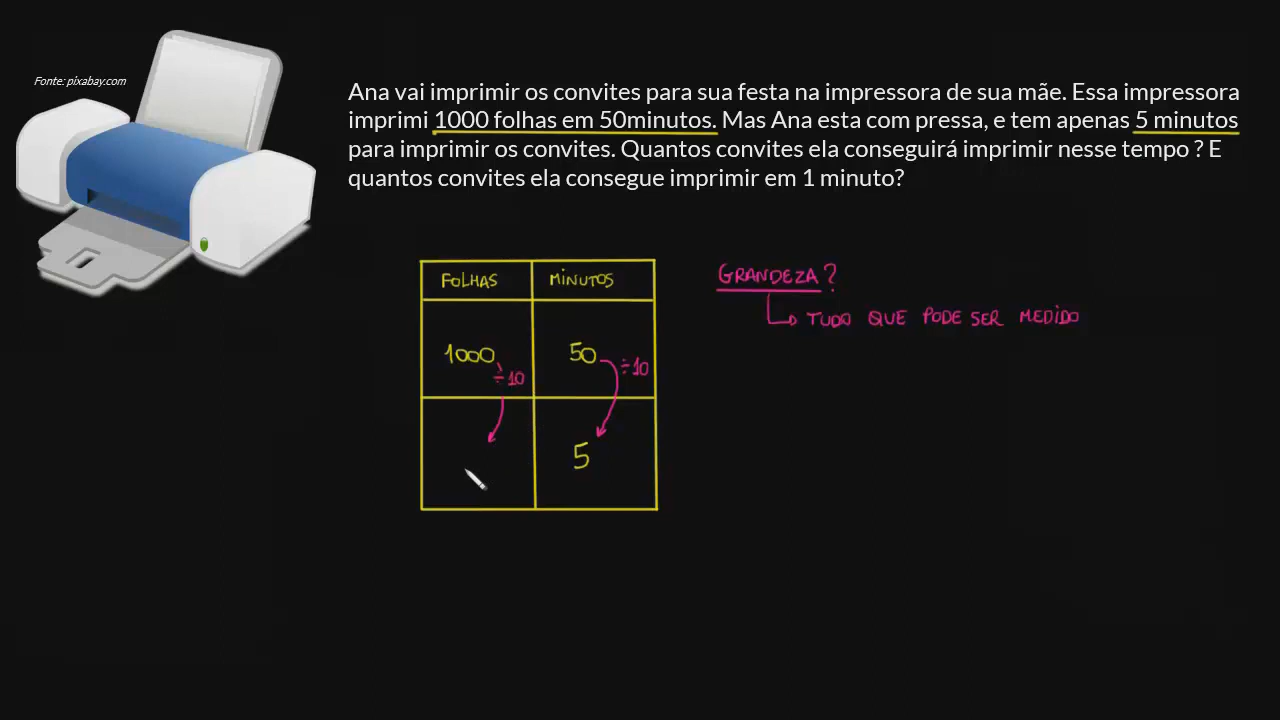 Fonte: pixabay.com
Ana vai imprimir os convites para sua festa na impressora de sua mãe. Essa impressora
imprimi 1000 folhas em 50minutos. Mas Ana esta com pressa, e tem apenas 5 minutos
para imprimir os convites. Quantos convites ela conseguirá imprimir nesse tempo ? E
quantos convites ela consegue imprimir em 1 minuto?
FOLHAS MINUTOS
GRANDEZA?
TUDO QUE PODE SER MEDIDO
1000 50
÷10 ÷10
5